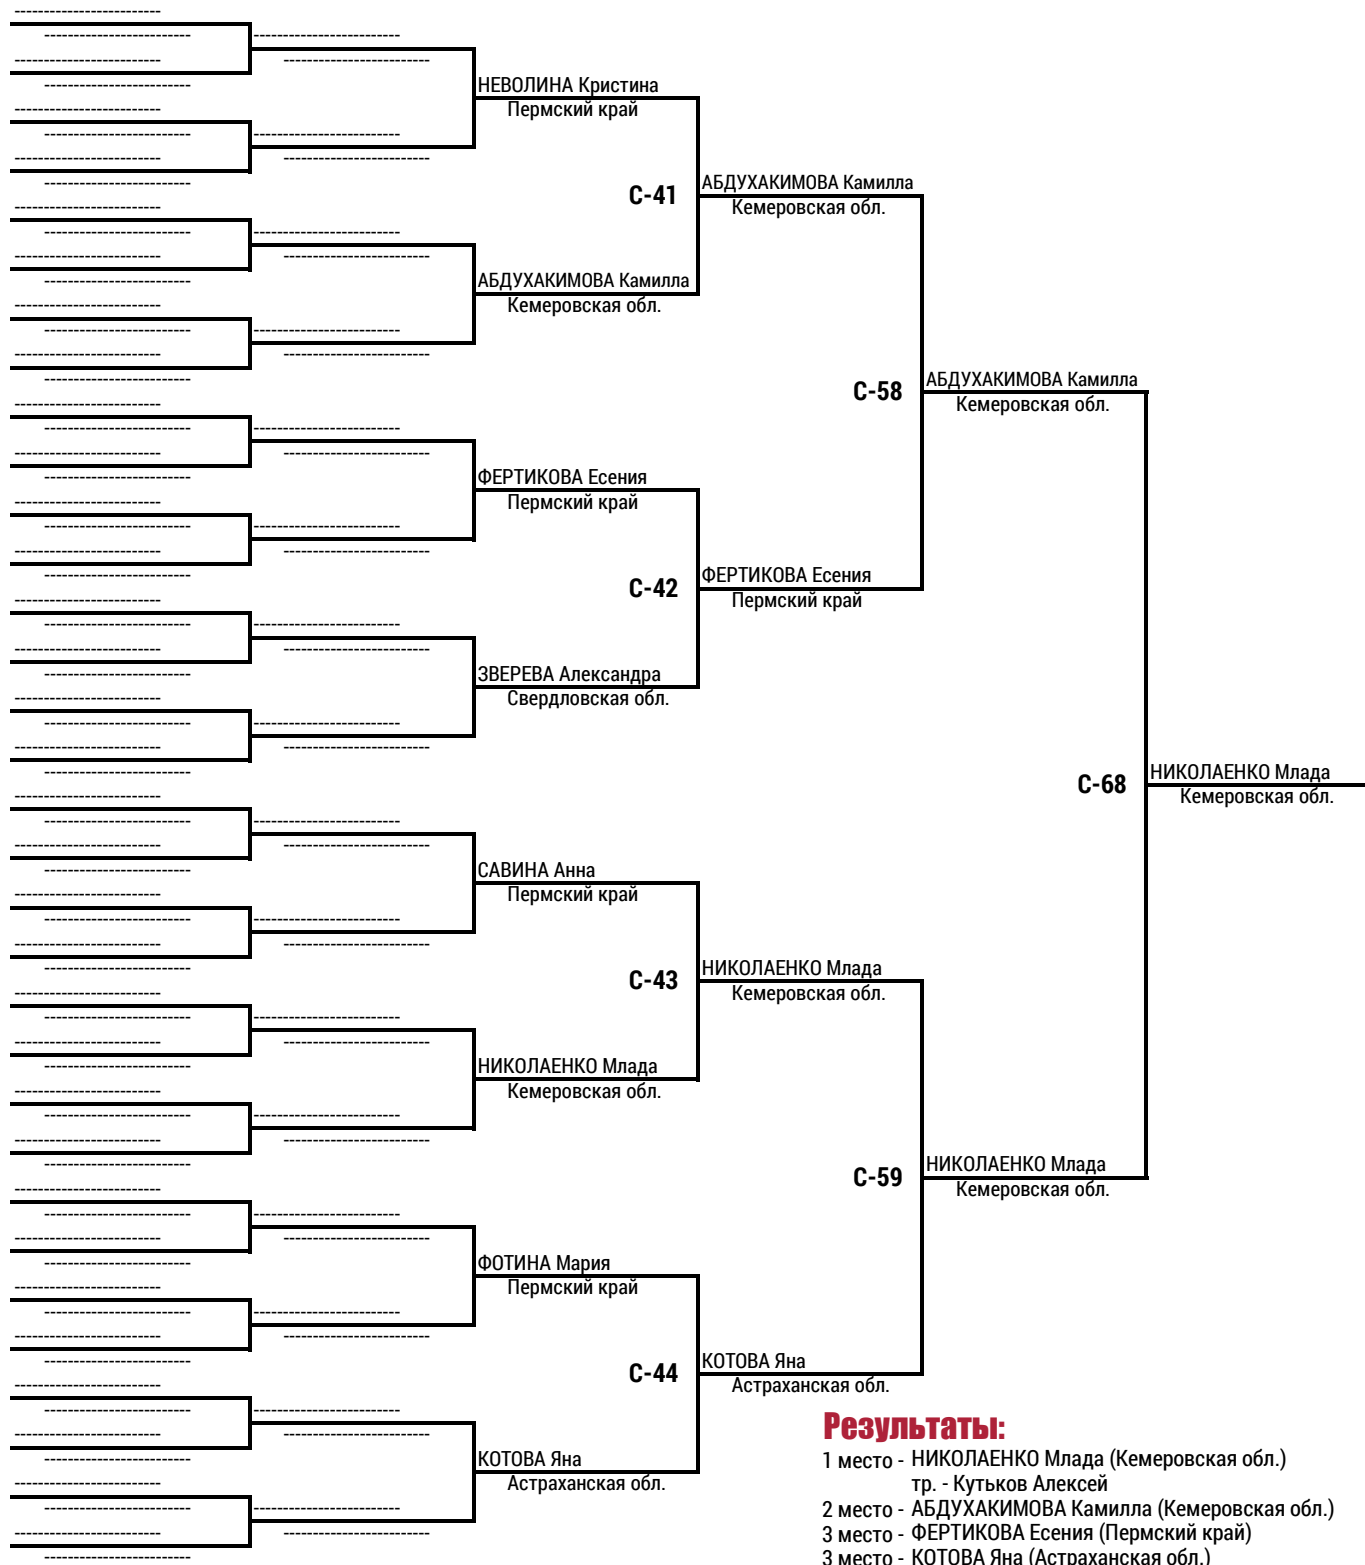 НЕВОЛИНА Кристина
Пермский край
С-41
АБДУХАКИМОВА Камилла
Кемеровская обл.
АБДУХАКИМОВА Камилла
Кемеровская обл.
С-58
АБДУХАКИМОВА Камилла
Кемеровская обл.
ФЕРТИКОВА Есения
Пермский край
С-42
ФЕРТИКОВА Есения
Пермский край
ЗВЕРЕВА Александра
Свердловская обл.
С-68
НИКОЛАЕНКО Млада
Кемеровская обл.
САВИНА Анна
Пермский край
С-43
НИКОЛАЕНКО Млада
Кемеровская обл.
НИКОЛАЕНКО Млада
Кемеровская обл.
С-59
НИКОЛАЕНКО Млада
Кемеровская обл.
ФОТИНА Мария
Пермский край
С-44
КОТОВА Яна
Астраханская обл.
КОТОВА Яна
Астраханская обл.
Результаты:
1 место - НИКОЛАЕНКО Млада (Кемеровская обл.)
тр. - Кутьков Алексей
2 место - АБДУХАКИМОВА Камилла (Кемеровская обл.)
3 место - ФЕРТИКОВА Есения (Пермский край)
3 место - КОТОВА Яна (Астраханская обл.)